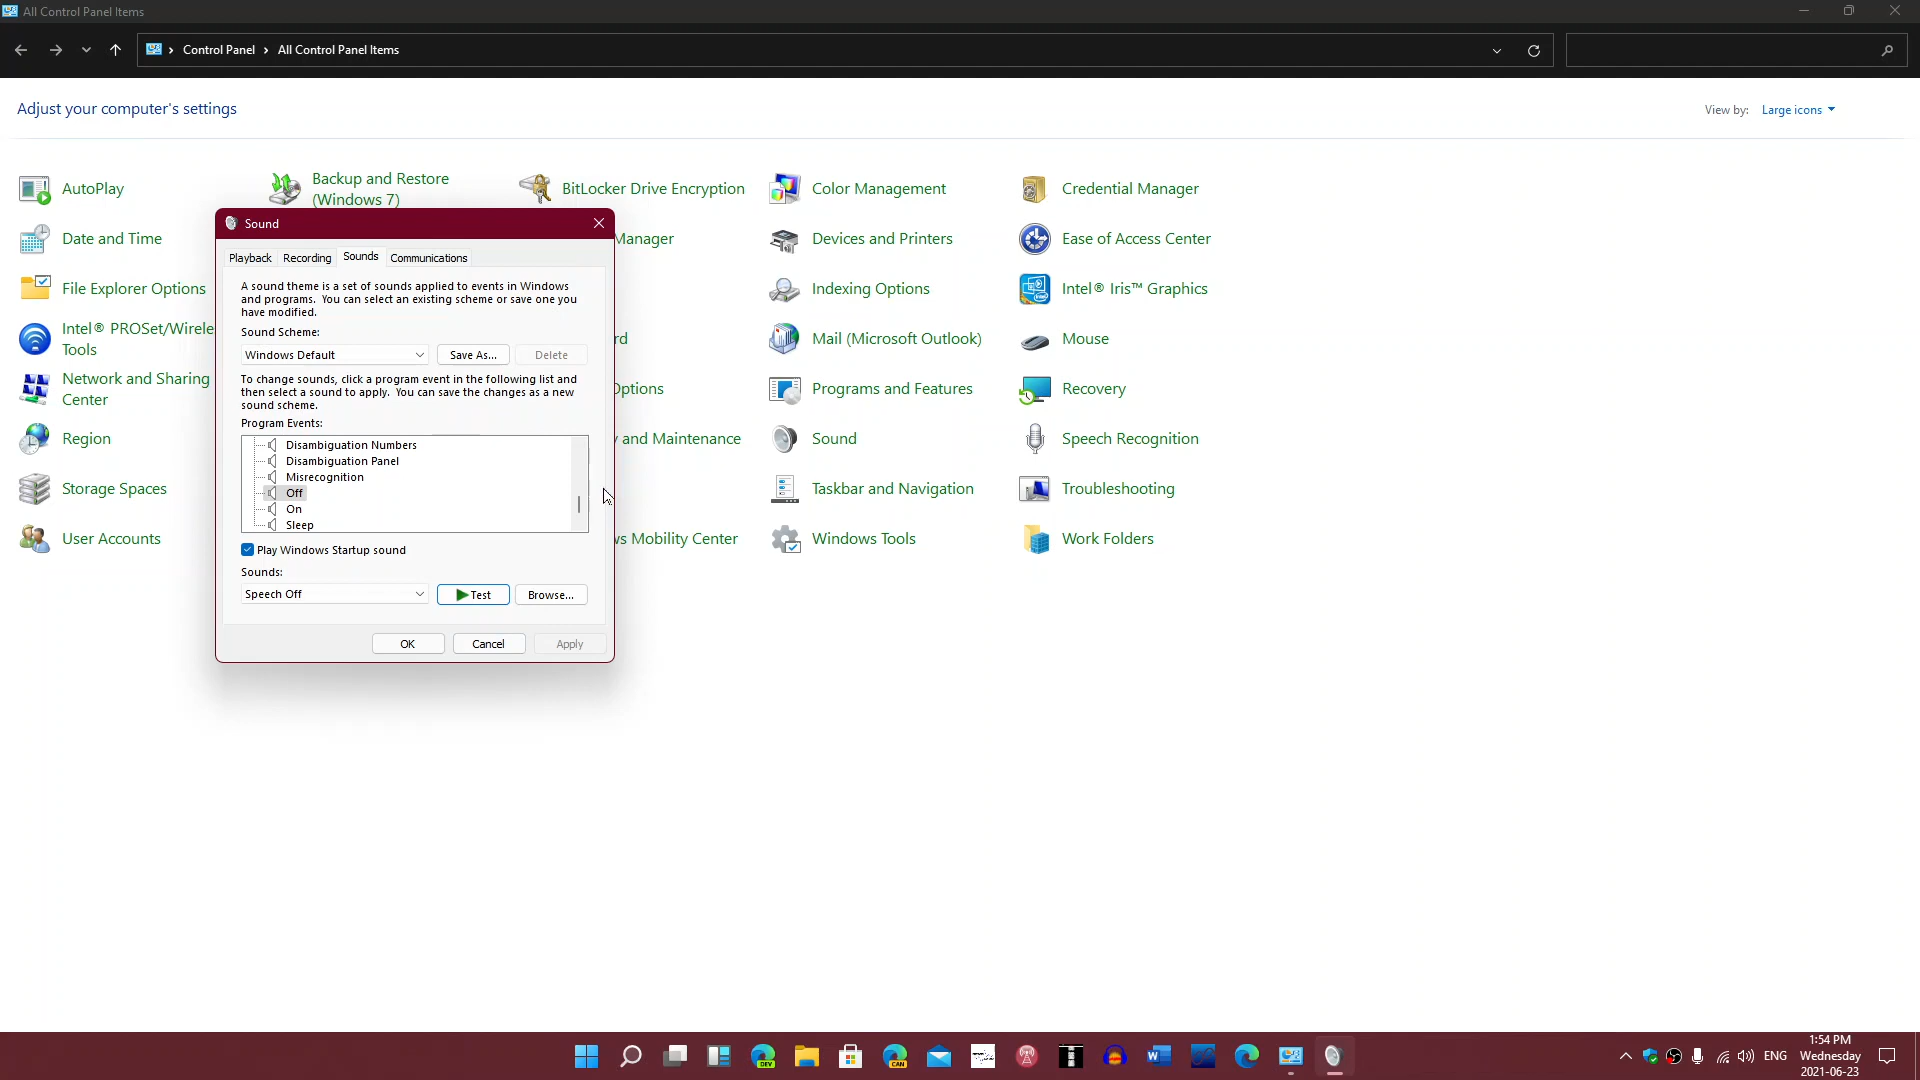 All Control Panel Items
Control Panel
All Control Panel Items
Adjust your computer's settings
View by:
Large icons
AutoPlay
Backup and Restore
(Windows 7)
BitLocker Drive Encryption
Color Management
Credential Manager
Date and Time
Manager
Devices and Printers
Ease of Access Center
File Explorer Options
Indexing Options
Intel® Iris™ Graphics
Intel® PROSet/Wirele
Tools
rd
Mail (Microsoft Outlook)
Mouse
Network and Sharing
Center
Options
Programs and Features
Recovery
Region
y and Maintenance
Sound
Speech Recognition
Storage Spaces
Taskbar and Navigation
Troubleshooting
User Accounts
ws Mobility Center
Windows Tools
Work Folders
Sound
Playback
Recording
Sounds
Communications
A sound theme is a set of sounds applied to events in Windows
and programs. You can select an existing scheme or save one you
have modified.
Sound Scheme:
Windows Default
Save As...
Delete
To change sounds, click a program event in the following list and
then select a sound to apply. You can save the changes as a new
sound scheme.
Program Events:
Disambiguation Numbers
Disambiguation Panel
Misrecognition
Off
On
Sleep
Play Windows Startup sound
Sounds:
Speech Off
Test
Browse...
OK
Cancel
Apply
DEV
CAN
ENG
1:54 PM
Wednesday
2021-06-23